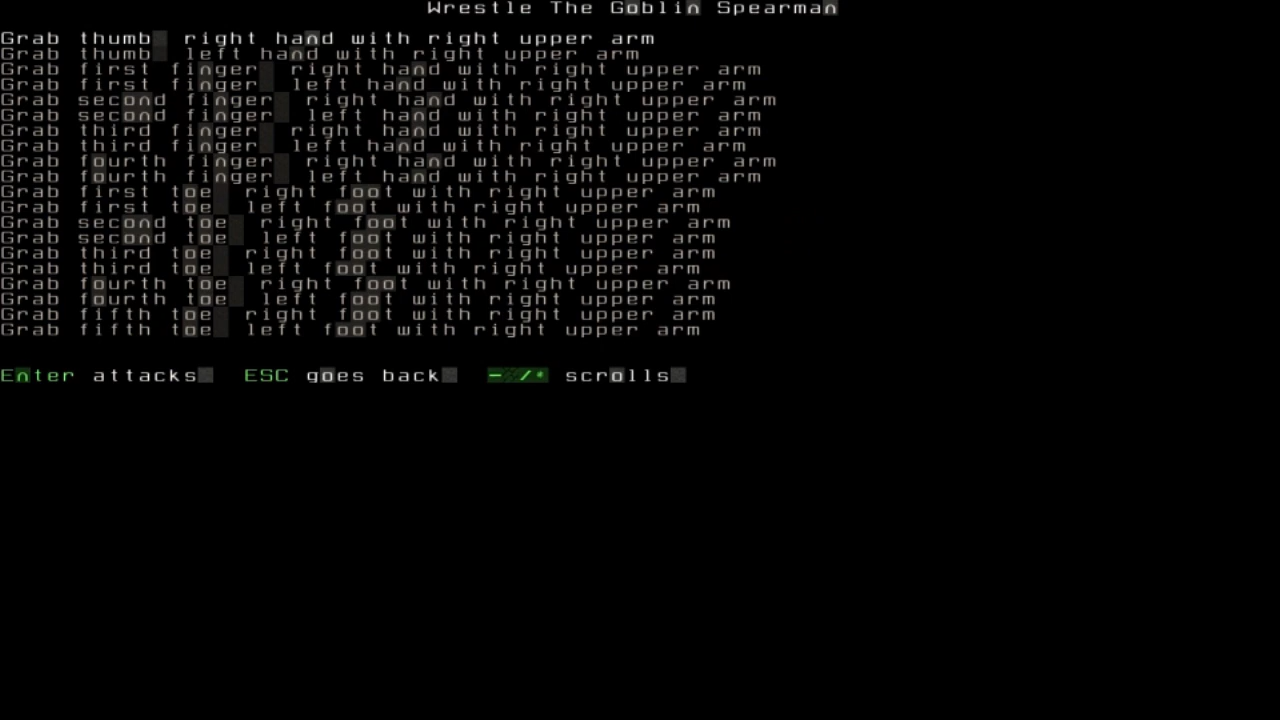 Wrestle The Goblin Spearman
Grab thumb, right hand with right upper arm
Grab thumb, left hand with right upper arm
Grab first finger, right hand with right upper arm
Grab first finger, left hand with right upper arm
Grab second finger, right hand with right upper arm
Grab second finger, left hand with right upper arm
Grab third finger, right hand with right upper arm
Grab third finger, left hand with right upper arm
Grab fourth finger, right hand with right upper arm
Grab fourth finger, left hand with right upper arm
Grab first toe, right foot with right upper arm
Grab first toe, left foot with right upper arm
Grab second toe, right foot with right upper arm
Grab second toe, left foot with right upper arm
Grab third toe, right foot with right upper arm
Grab third toe, left foot with right upper arm
Grab fourth toe, right foot with right upper arm
Grab fourth toe, left foot with right upper arm
Grab fifth toe, right foot with right upper arm
Grab fifth toe, left foot with right upper arm
Enter attacks. ESC goes back. -+/* scrolls.